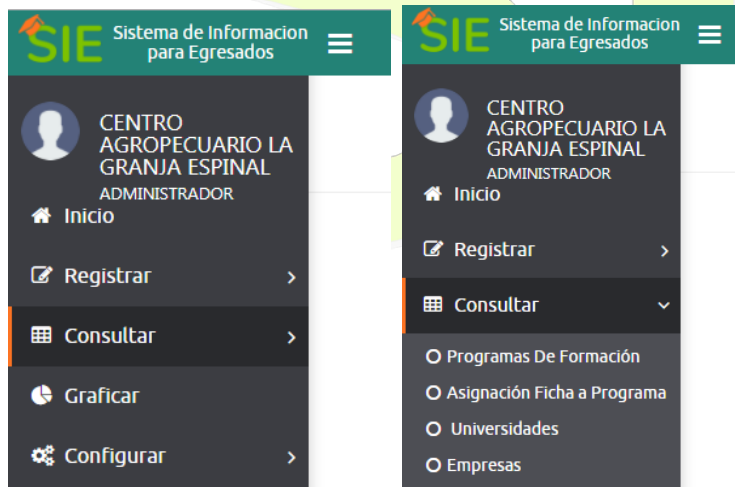 SIE Sistema de Informacion
para Egresados
CENTRO
AGROPECUARIO LA
GRANJA ESPINAL
ADMINISTRADOR
Inicio
Registrar
Consultar
Graficar
Configurar
SIE Sistema de Informacion
para Egresados
CENTRO
AGROPECUARIO LA
GRANJA ESPINAL
ADMINISTRADOR
Inicio
Registrar
Consultar
Programas De Formación
Asignación Ficha a Programa
Universidades
Empresas